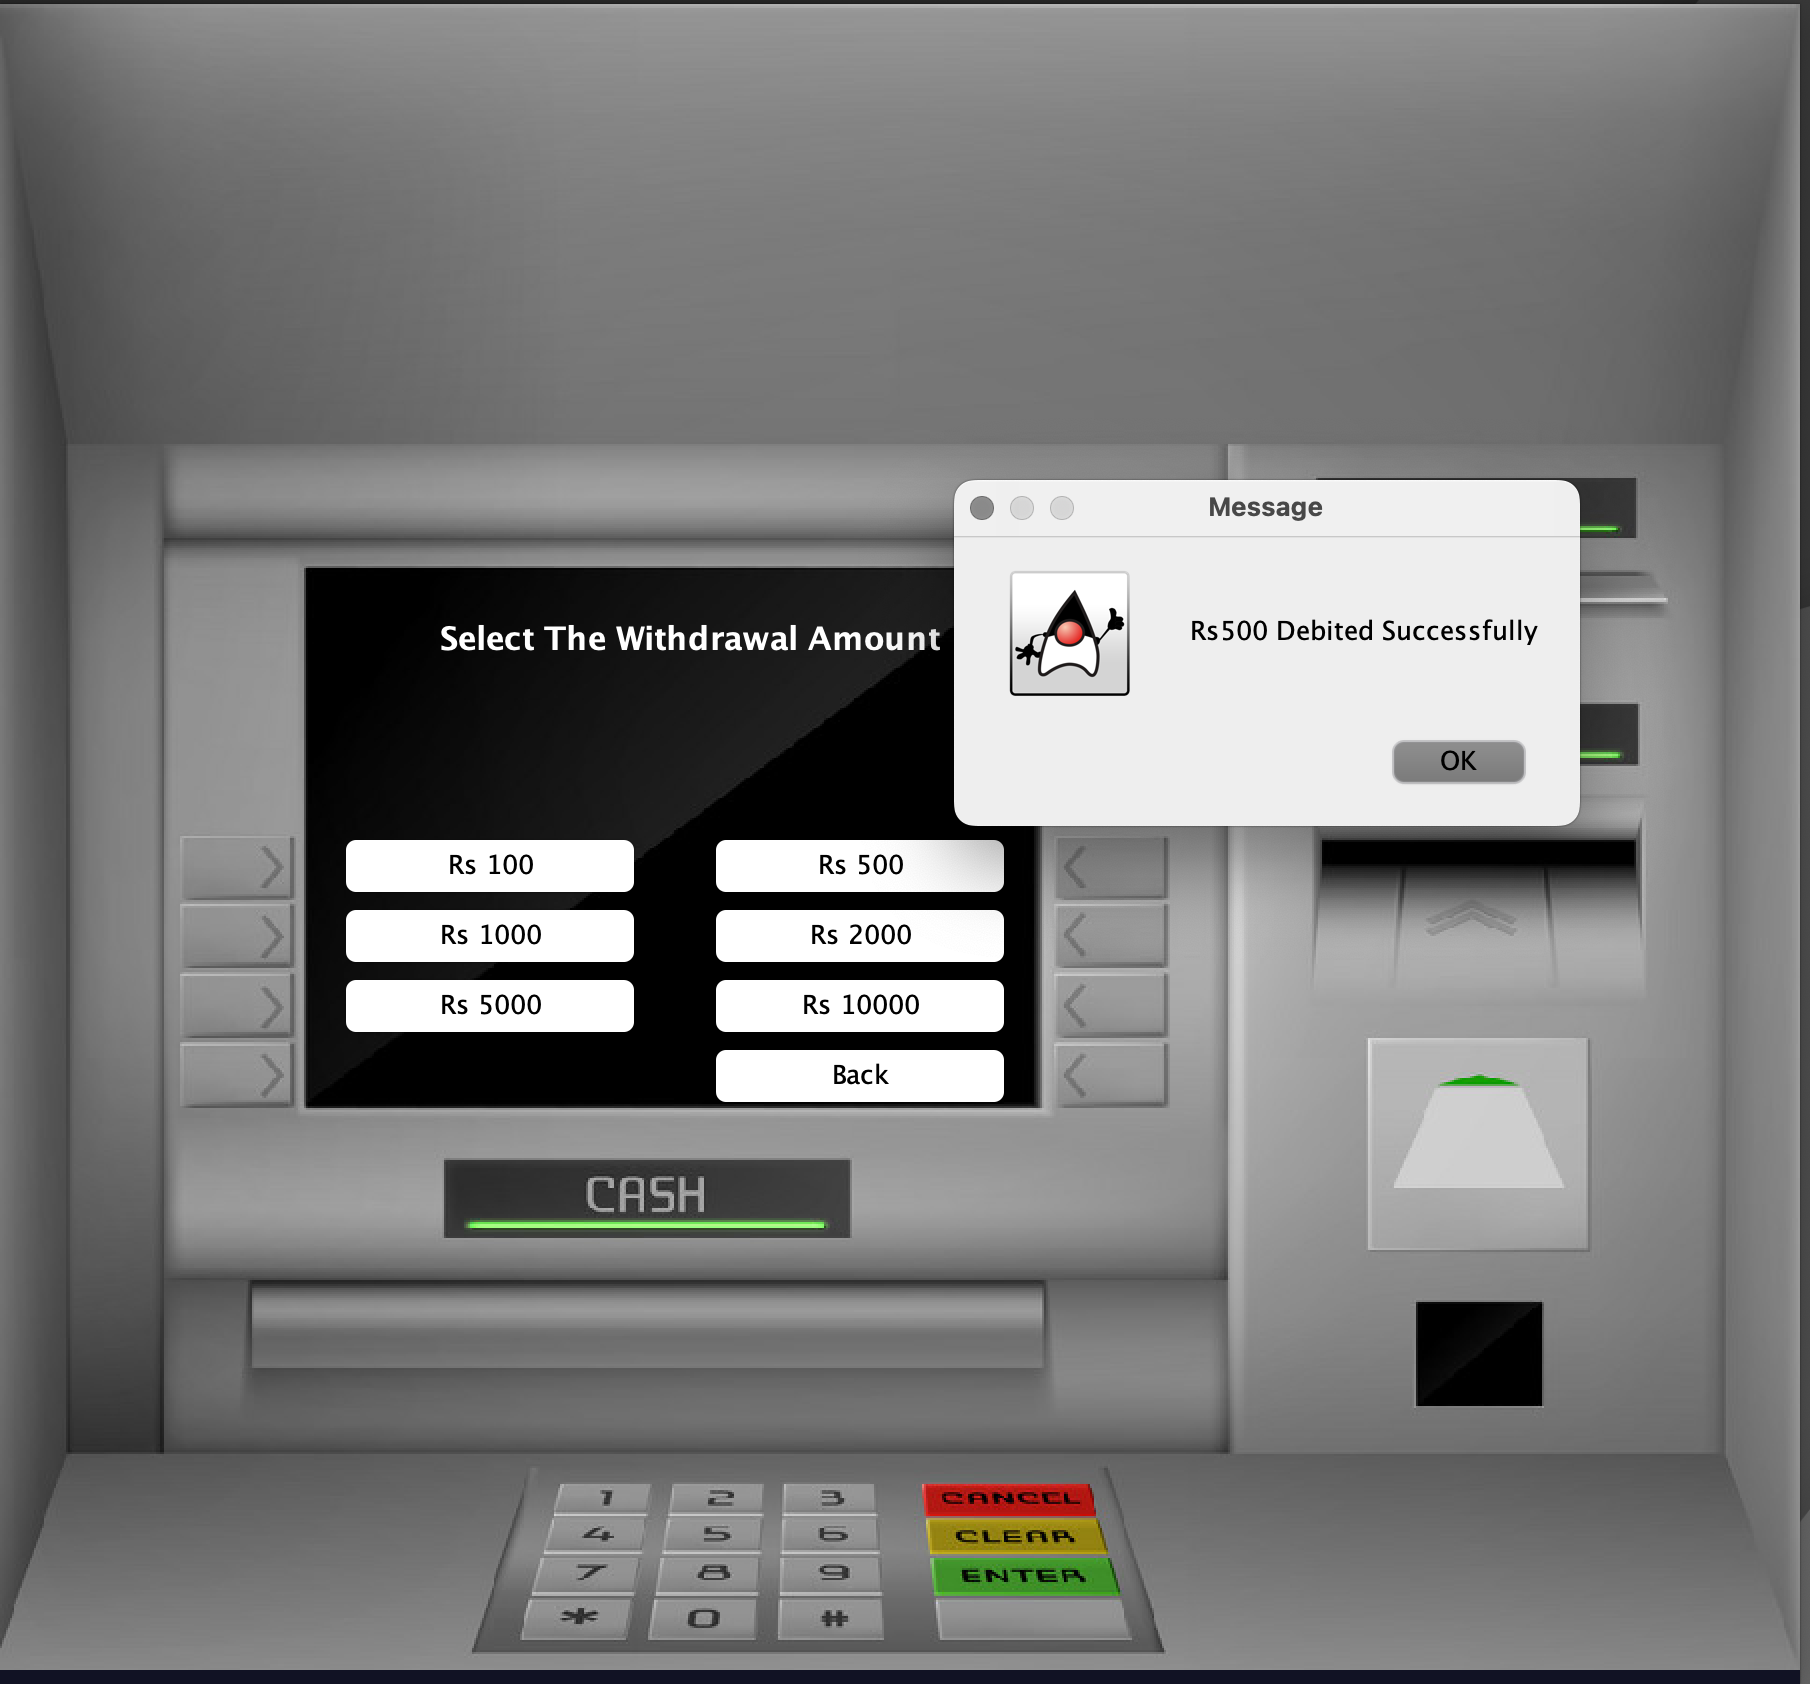 Message
Rs500 Debited Successfully
OK
Select The Withdrawal Amount
Rs 100
Rs 500
Rs 1000
Rs 2000
Rs 5000
Rs 10000
Back
CASH
1 2 3 CANCEL
4 5 6 CLEAR
7 8 9 ENTER
* 0 #